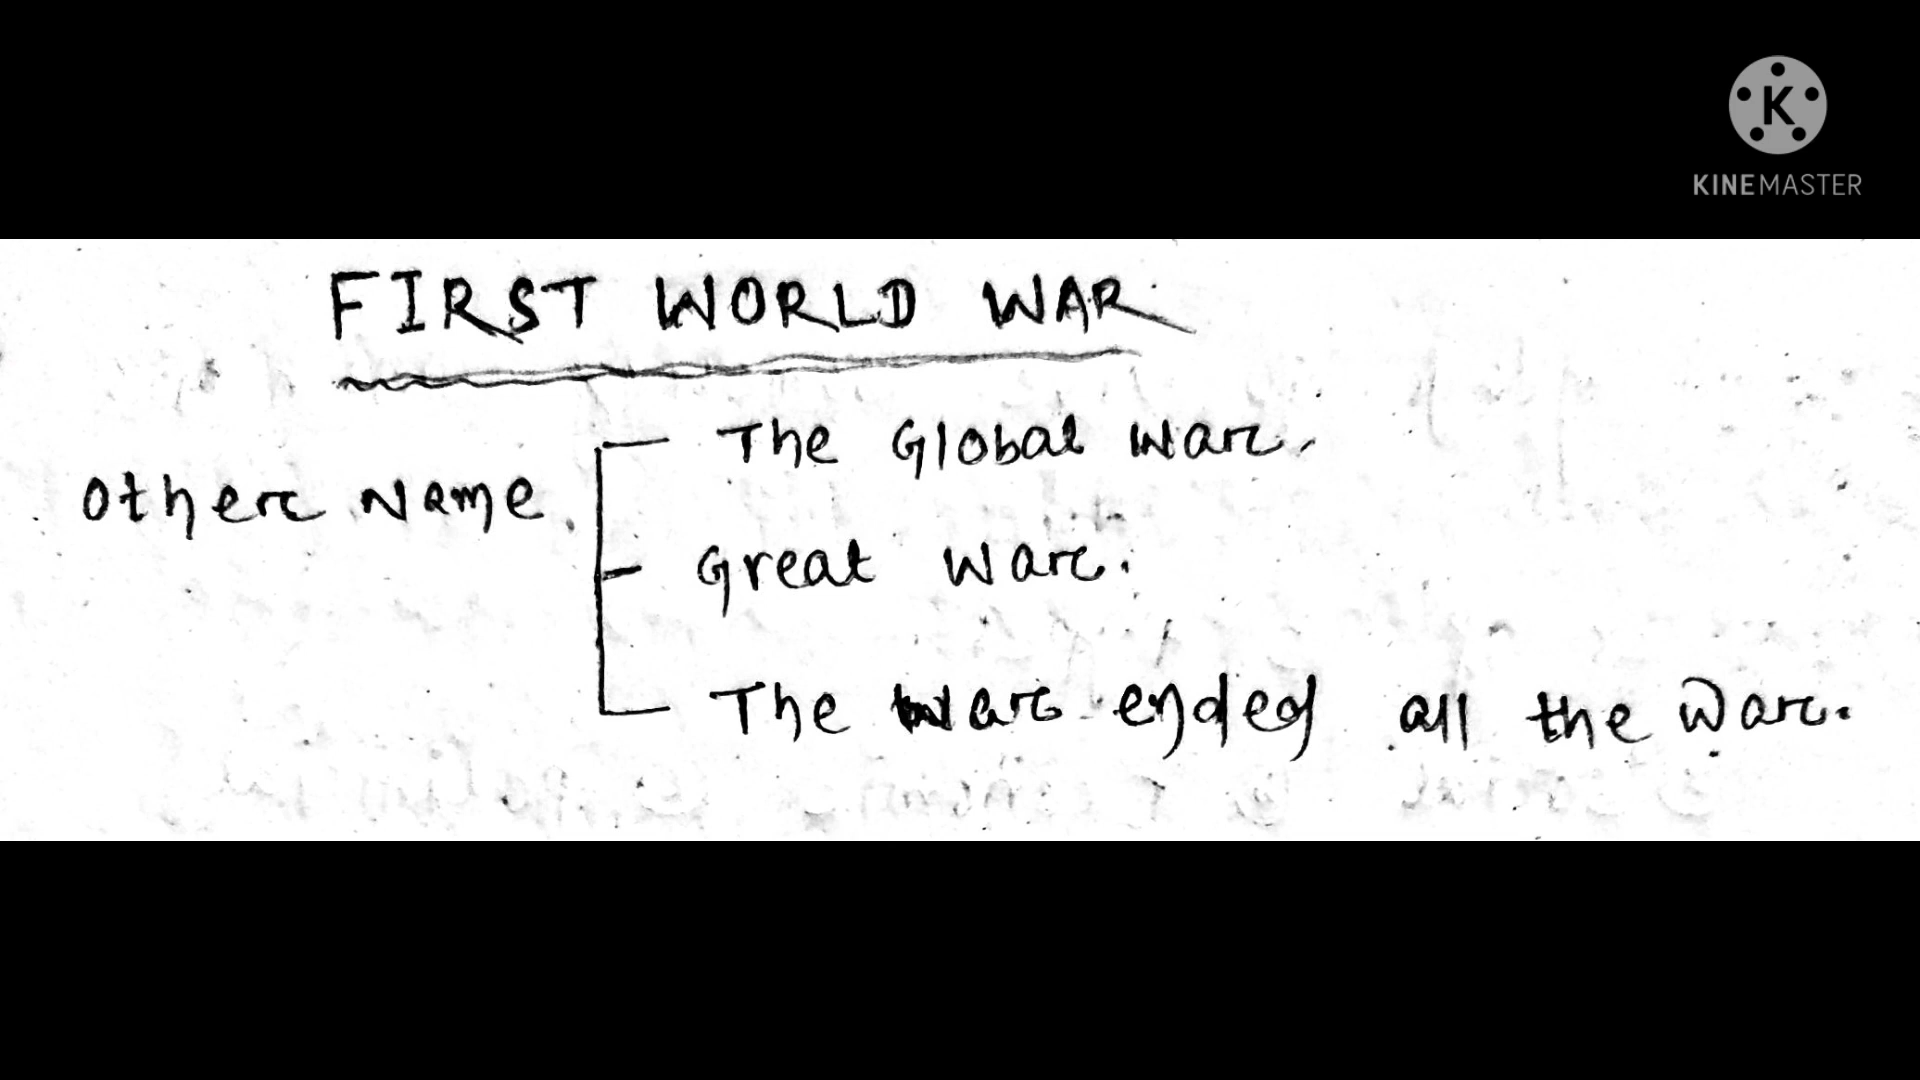 K
KINEMASTER
FIRST WORLD WAR
The Global War.
Other Name
Great War.
The War ended all the War.